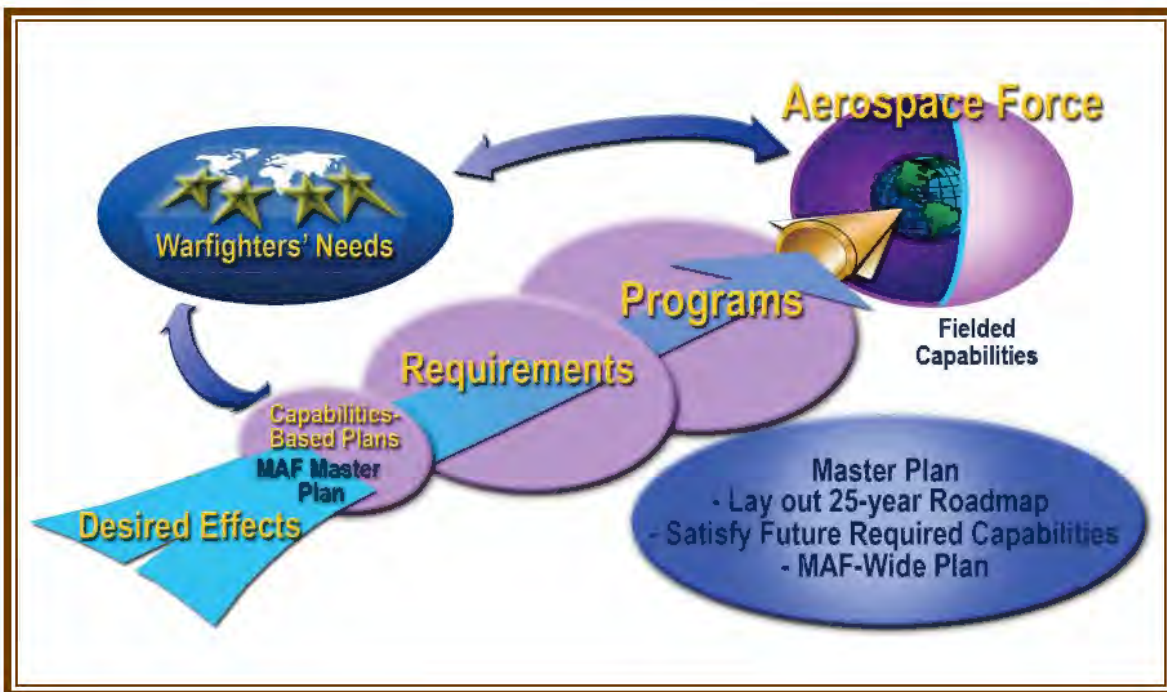 Aerospace Force
Warfighters' Needs
Programs
Fielded
Capabilities
Requirements
Capabilities-
Based Plans
MAF Master
Plan
Desired Effects
Master Plan
- Lay out 25-year Roadmap
- Satisfy Future Required Capabilities
- MAF-Wide Plan